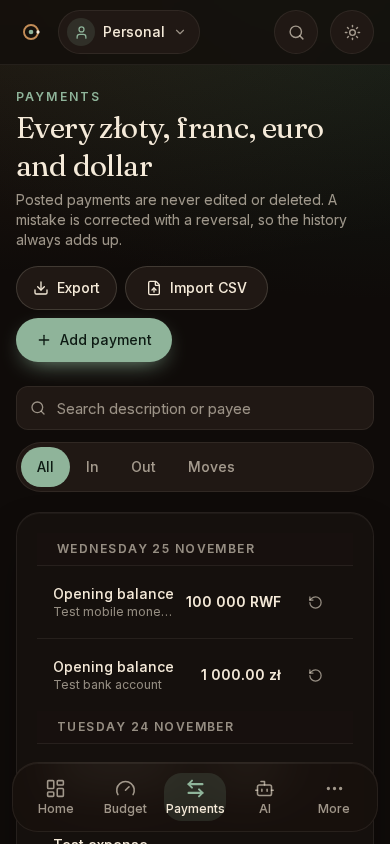 Personal
PAYMENTS
Every złoty, franc, euro
and dollar
Posted payments are never edited or deleted. A
mistake is corrected with a reversal, so the history
always adds up.
Export
Import CSV
Add payment
Search description or payee
All In Out Moves
WEDNESDAY 25 NOVEMBER
Opening balance 100 000 RWF
Test mobile mone…
Opening balance 1 000.00 zł
Test bank account
TUESDAY 24 NOVEMBER
Home Budget Payments AI More
Test expense